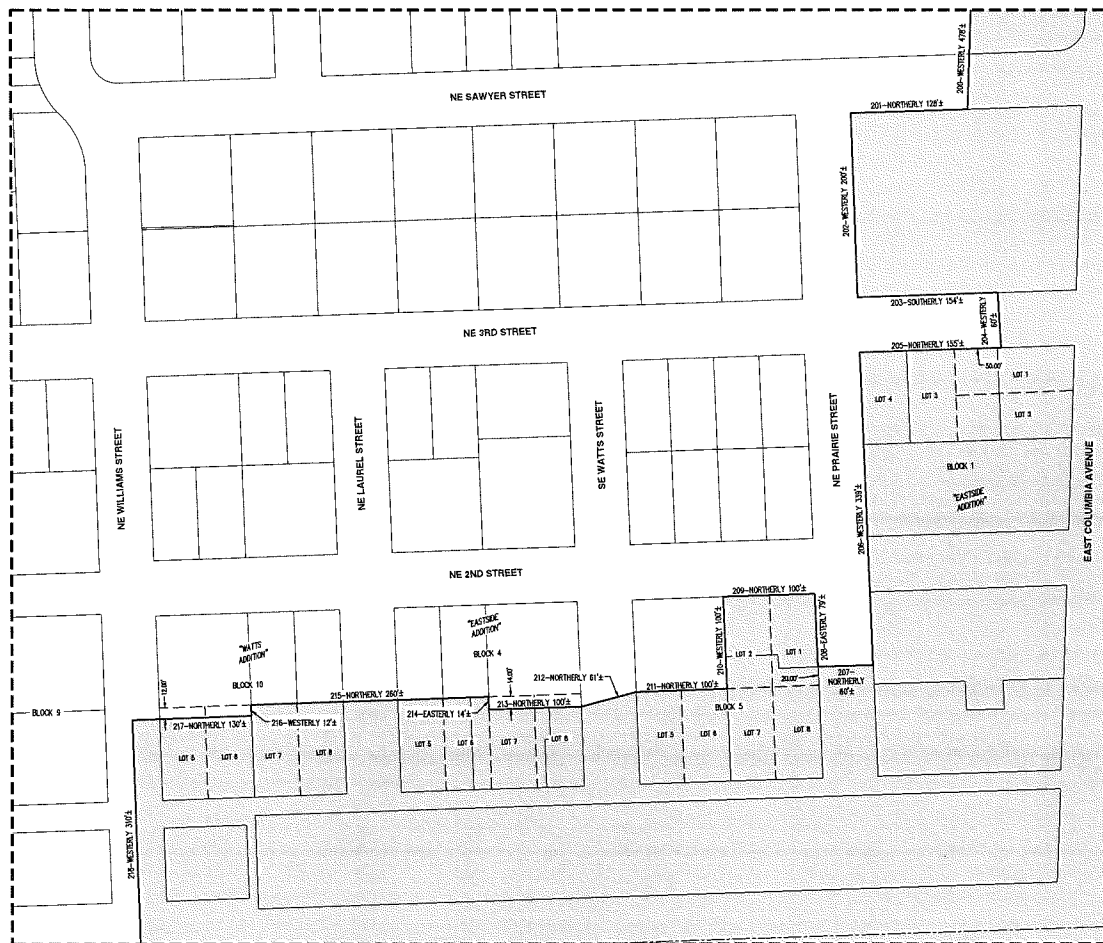 200-WESTERLY 478'±
NE SAWYER STREET
201-NORTHERLY 128'±
202-WESTERLY 200'±
203-SOUTHERLY 154'±
204-WESTERLY
60'±
NE 3RD STREET
205-NORTHERLY 155'±
50.00'
LOT 1
LOT 4
LOT 3
LOT 2
NE WILLIAMS STREET
NE LAUREL STREET
SE WATTS STREET
NE PRAIRIE STREET
BLOCK 1
"EASTSIDE
ADDITION"
EAST COLUMBIA AVENUE
206-WESTERLY 339'±
NE 2ND STREET
209-NORTHERLY 100'±
208-EASTERLY 79'±
210-WESTERLY 100'±
LOT 2
LOT 1
"WATTS
ADDITION"
"EASTSIDE
ADDITION"
BLOCK 4
14.00'
212-NORTHERLY 61'±
20.00'
207-
NORTHERLY
60'±
12.00'
BLOCK 10
215-NORTHERLY 260'±
211-NORTHERLY 100'±
BLOCK 9
214-EASTERLY 14'±
213-NORTHERLY 100'±
BLOCK 5
217-NORTHERLY 130'±
216-WESTERLY 12'±
LOT 5
LOT 6
LOT 7
LOT 8
LOT 5
LOT 6
LOT 7
LOT 8
LOT 5
LOT 6
LOT 7
LOT 8
218-WESTERLY 310'±